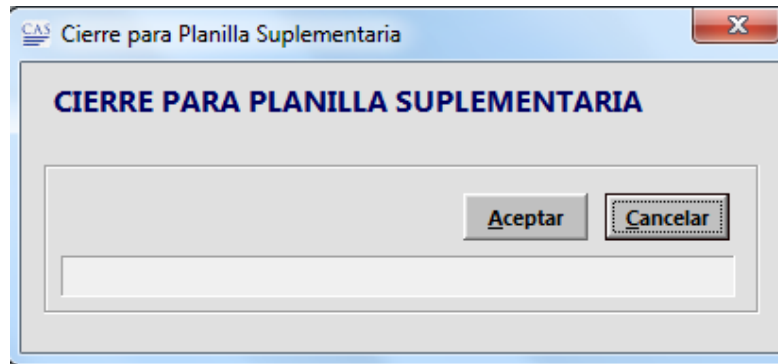 CAS Cierre para Planilla Suplementaria
CIERRE PARA PLANILLA SUPLEMENTARIA
Aceptar Cancelar